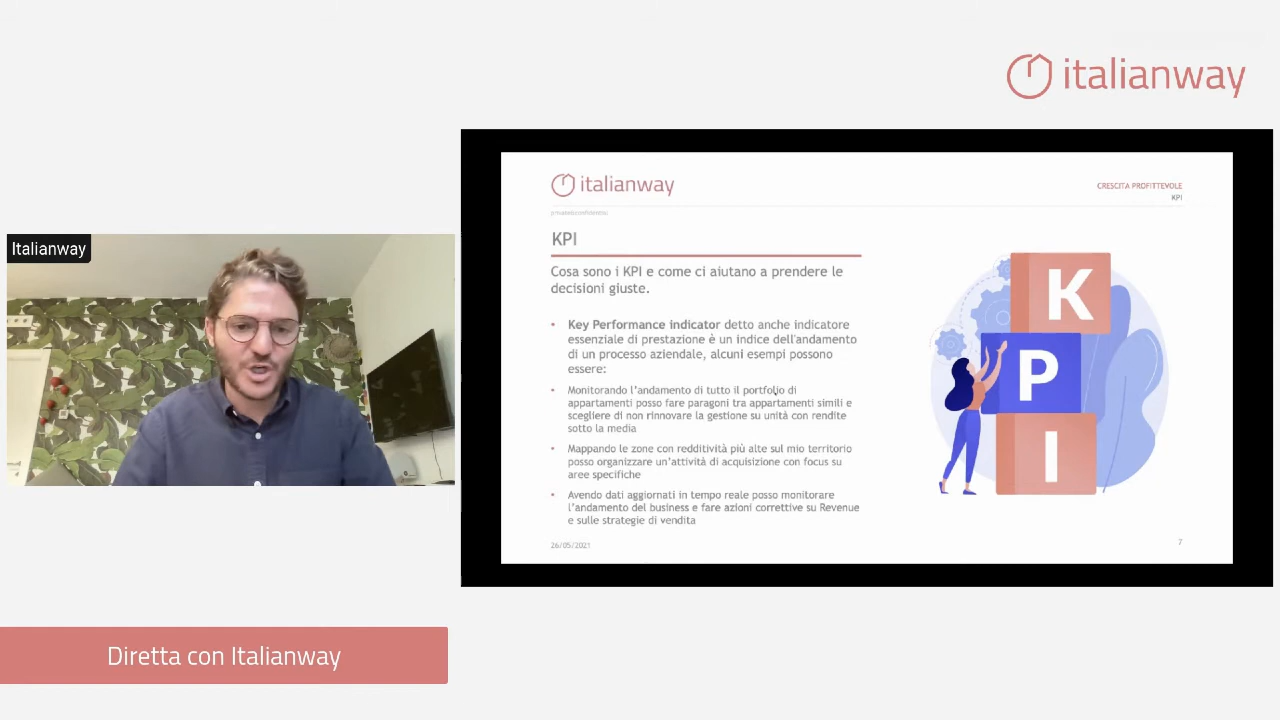 italianway
Italianway
italianway
CRESCITA PROFITTEVOLE
KPI
KPI
Cosa sono i KPI e come ci aiutano a prendere le
decisioni giuste.
• Key Performance indicator detto anche indicatore
essenziale di prestazione è un indice dell'andamento
di un processo aziendale, alcuni esempi possono
essere:
• Monitorando l'andamento di tutto il portfolio di
appartamenti posso fare paragoni tra appartamenti simili e
scegliere di non rinnovare la gestione su unità con rendite
sotto la media
• Mappando le zone con redditività più alte sul mio territorio
posso organizzare un'attività di acquisizione con focus su
aree specifiche
• Avendo dati aggiornati in tempo reale posso monitorare
l'andamento del business e fare azioni correttive su Revenue
e sulle strategie di vendita
26/05/2021
7
K
P
I
Diretta con Italianway